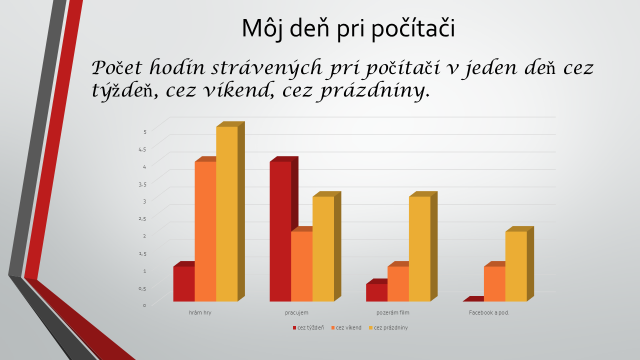 Môj deň pri počítači
Počet hodín strávených pri počítači v jeden deň cez
týždeň, cez víkend, cez prázdniny.
5
4,5
4
3,5
3
2,5
2
1,5
1
0,5
0
hrám hry
pracujem
pozerám film
Facebook a pod.
cez týždeň
cez víkend
cez prázdniny